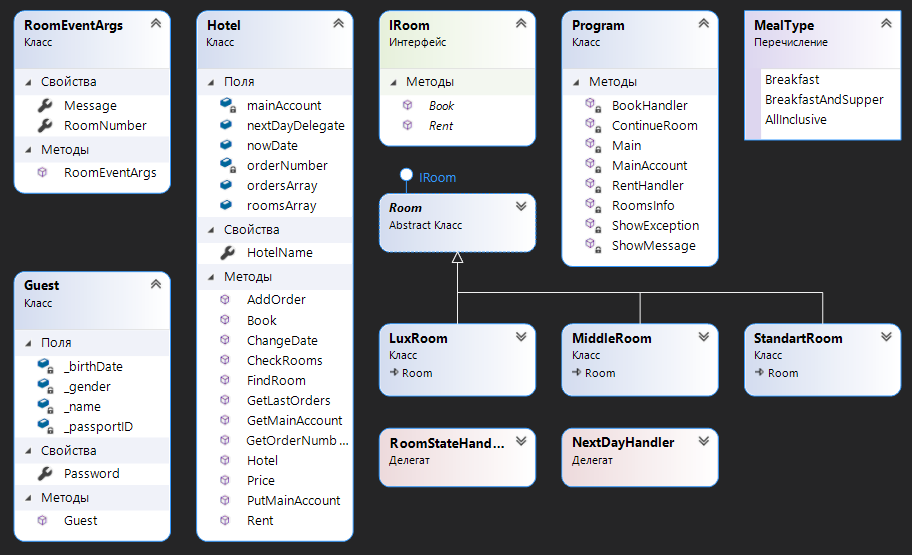 RoomEventArgs
Класс
Свойства
Message
RoomNumber
Методы
RoomEventArgs
Guest
Класс
Поля
_birthDate
_gender
_name
_passportID
Свойства
Password
Методы
Guest
Hotel
Класс
Поля
mainAccount
nextDayDelegate
nowDate
orderNumber
ordersArray
roomsArray
Свойства
HotelName
Методы
AddOrder
Book
ChangeDate
CheckRooms
FindRoom
GetLastOrders
GetMainAccount
GetOrderNumb ...
Hotel
Price
PutMainAccount
Rent
IRoom
Интерфейс
Методы
Book
Rent
IRoom
Room
Abstract Класс
Program
Класс
Методы
BookHandler
ContinueRoom
Main
MainAccount
RentHandler
RoomsInfo
ShowException
ShowMessage
MealType
Перечисление
Breakfast
BreakfastAndSupper
AllInclusive
LuxRoom
Класс
Room
MiddleRoom
Класс
Room
StandartRoom
Класс
Room
RoomStateHand...
Делегат
NextDayHandler
Делегат